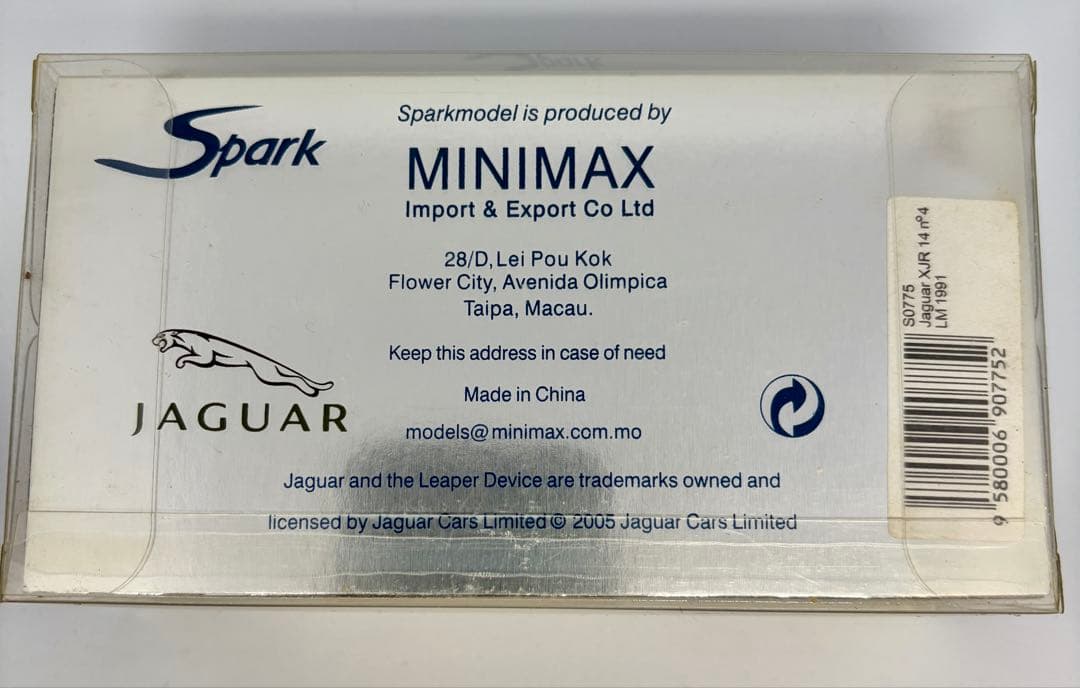 Spark
Sparkmodel is produced by
MINIMAX
Import & Export Co Ltd
28/D, Lei Pou Kok
Flower City, Avenida Olimpica
Taipa, Macau.
Keep this address in case of need
Made in China
models@minimax.com.mo
JAGUAR
Jaguar and the Leaper Device are trademarks owned and
licensed by Jaguar Cars Limited © 2005 Jaguar Cars Limited
S0775
Jaguar XJR 14 n°4
LM 1991
9 580006 907752